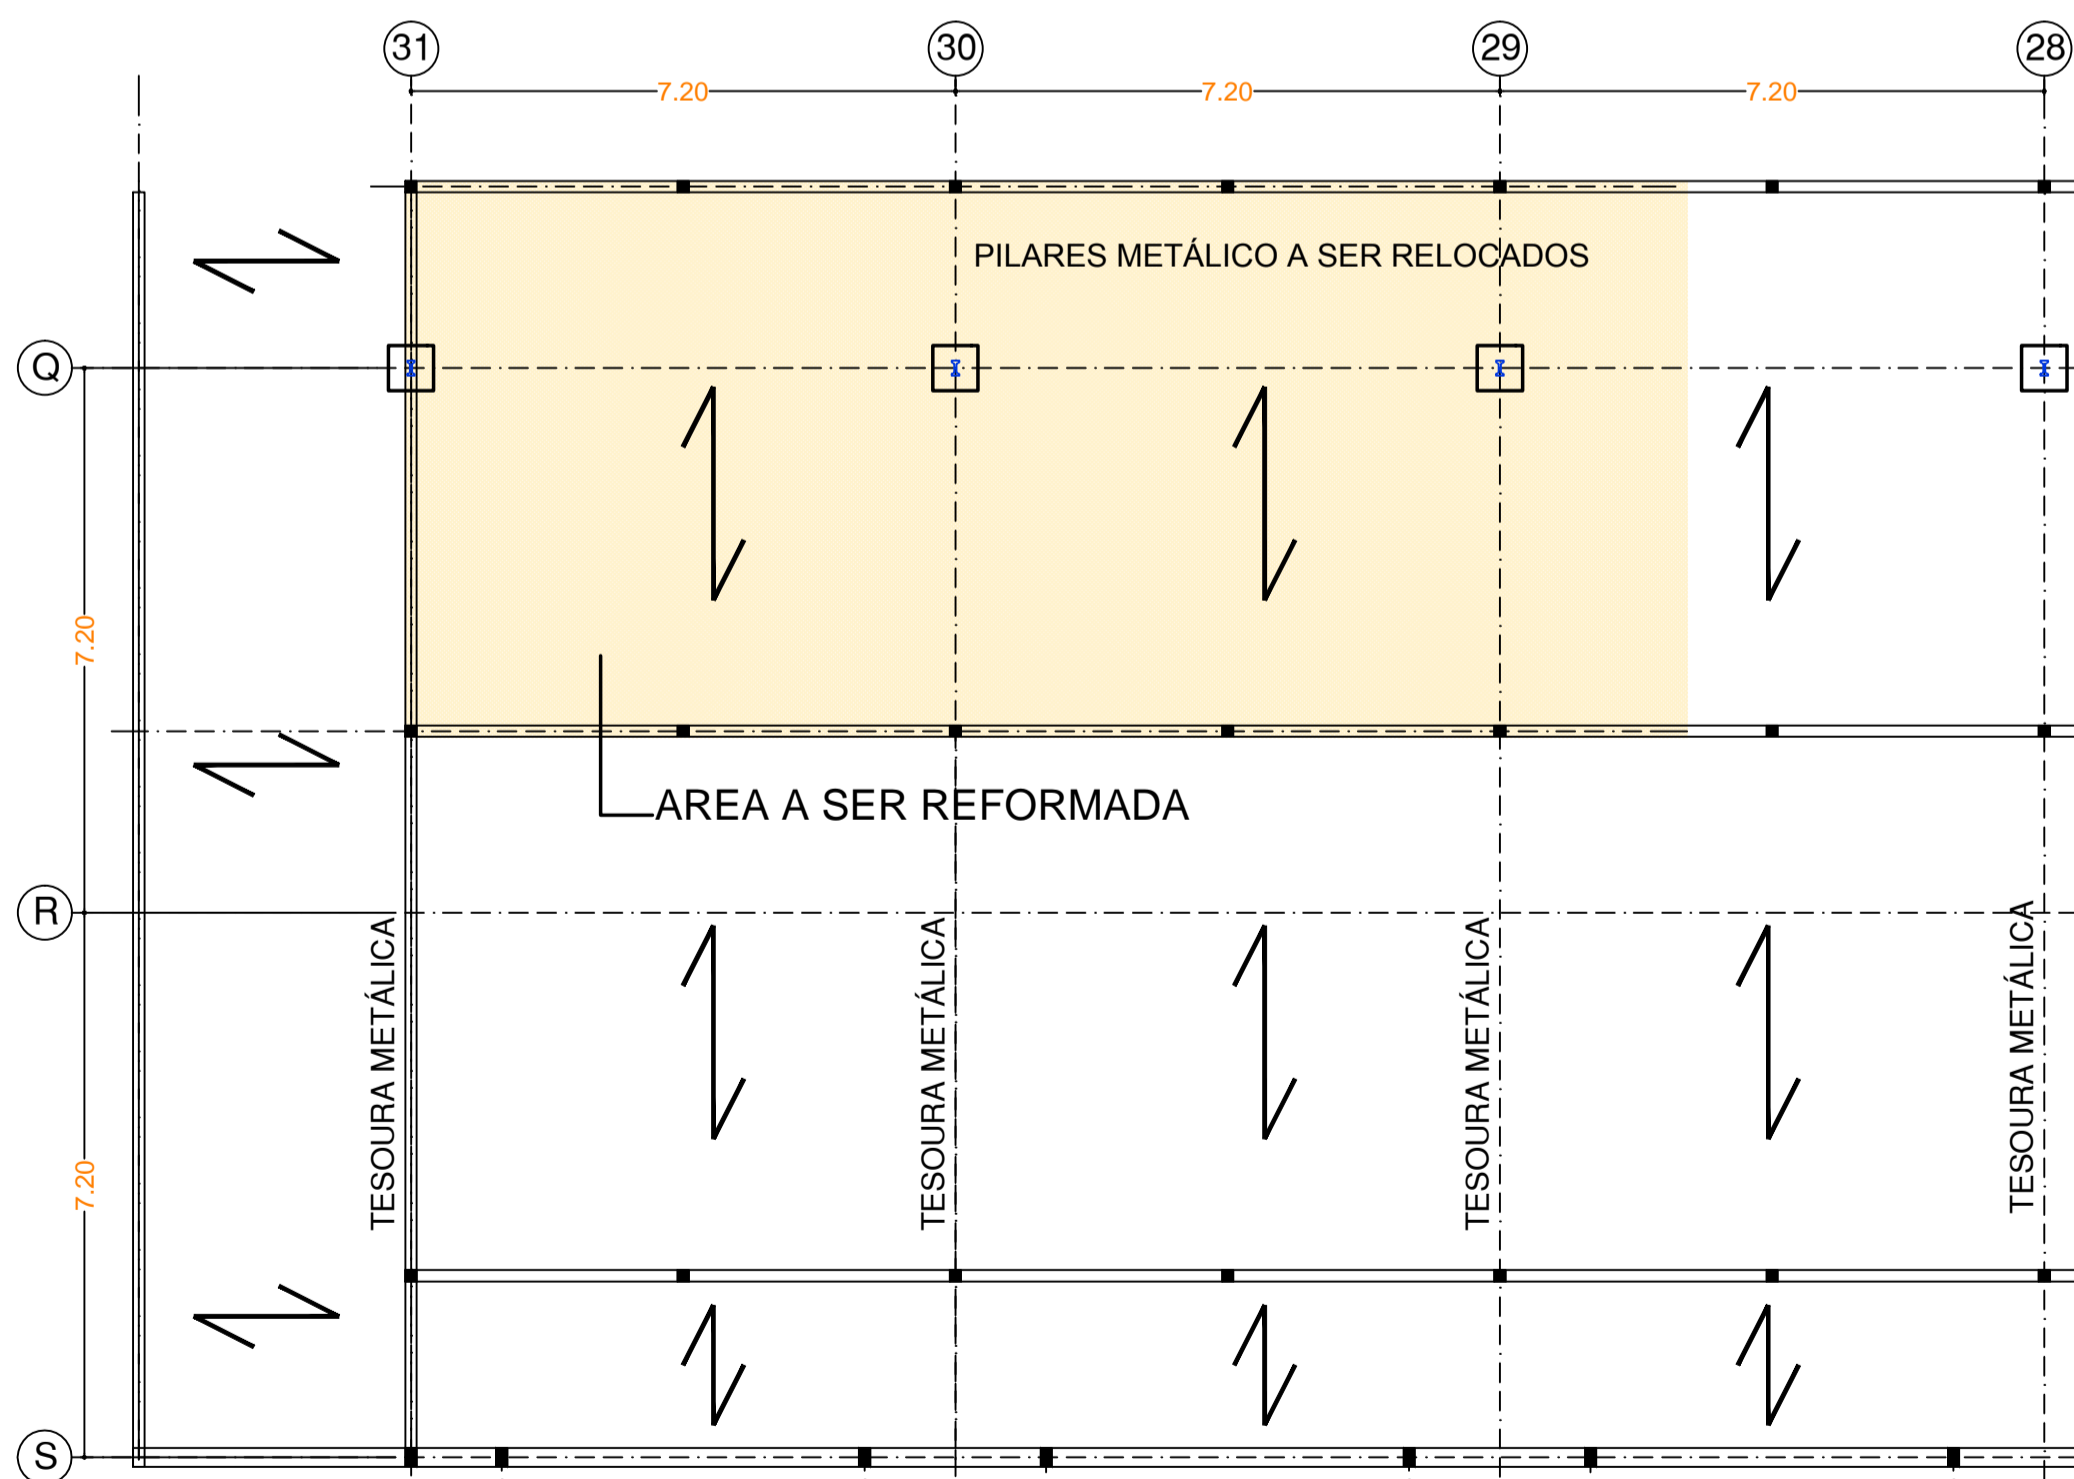 31
30
29
28
7.20
7.20
7.20
PILARES METÁLICO A SER RELOCADOS
Q
7.20
AREA A SER REFORMADA
R
TESOURA METÁLICA
TESOURA METÁLICA
TESOURA METÁLICA
TESOURA METÁLICA
7.20
S